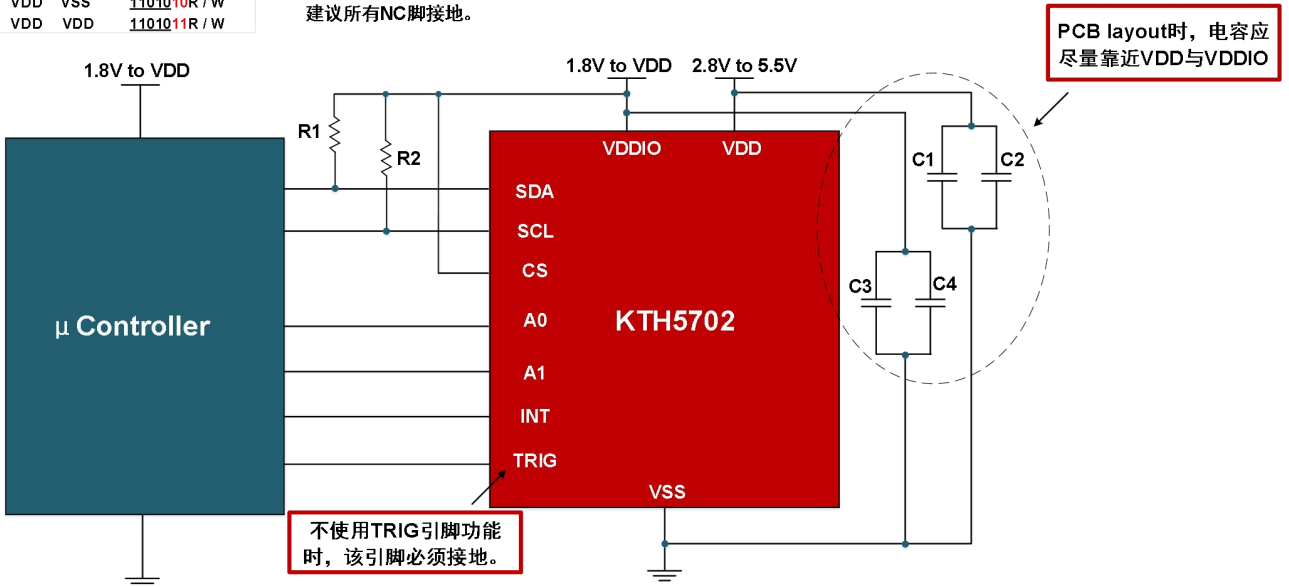 VDD VSS 1101010R / W
VDD VDD 1101011R / W
建议所有NC脚接地。
PCB layout时，电容应
尽量靠近VDD与VDDIO
1.8V to VDD
1.8V to VDD
2.8V to 5.5V
R1
R2
VDDIO
VDD
C1
C2
SDA
SCL
CS
C3
C4
A0
KTH5702
μ Controller
A1
INT
TRIG
VSS
不使用TRIG引脚功能
时，该引脚必须接地。